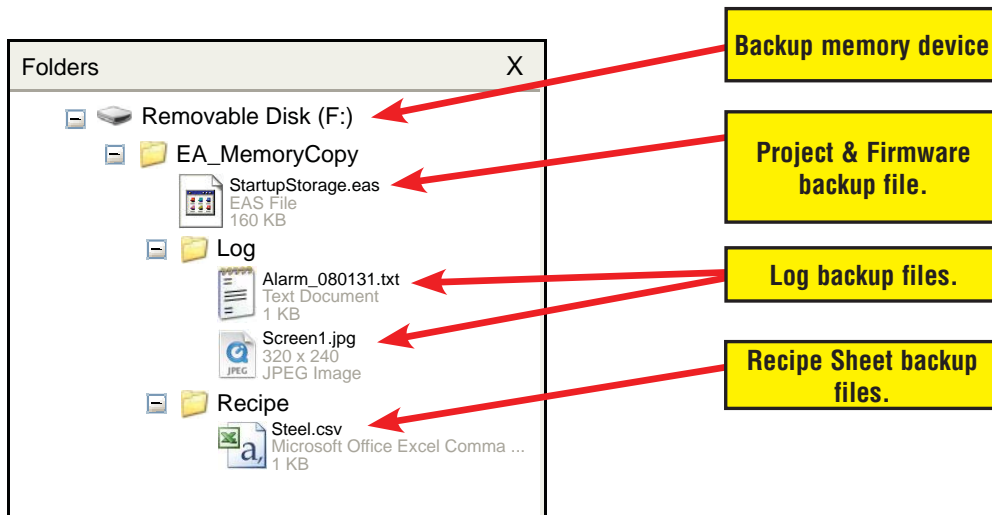 Folders X
Removable Disk (F:)
EA_MemoryCopy
StartupStorage.eas
EAS File
160 KB
Log
Alarm_080131.txt
Text Document
1 KB
Screen1.jpg
320 x 240
JPEG Image
JPEG
Recipe
Steel.csv
Microsoft Office Excel Comma ...
1 KB
a,
Backup memory device
Project & Firmware
backup file.
Log backup files.
Recipe Sheet backup
files.